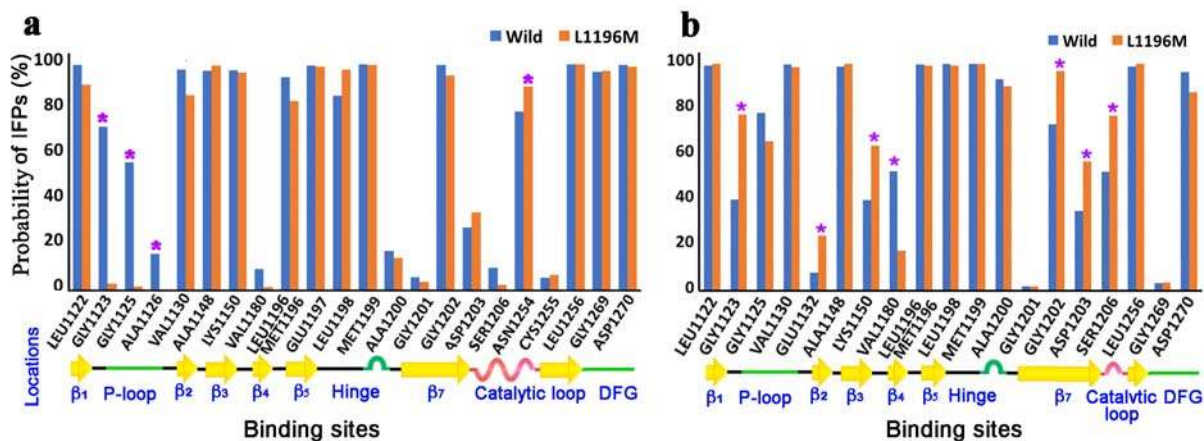 a
Wild L1196M
Probability of IFPs (%)
100
80
60
40
20
0
*
*
*
*
LEU1122
GLY1123
GLY1125
ALA1126
VAL1130
ALA1148
LYS1150
VAL1180
LEU1196
MET1196
GLU1197
LEU1198
MET1199
ALA1200
GLY1201
GLY1202
ASP1203
SER1206
ASN1254
CYS1255
LEU1256
GLY1269
ASP1270
Locations
β1 P-loop β2 β3 β4 β5 Hinge β7 Catalytic loop DFG
Binding sites
b
Wild L1196M
100
80
60
40
20
0
*
*
*
*
*
*
*
LEU1122
GLY1123
GLY1125
VAL1130
GLU1132
ALA1148
LYS1150
VAL1180
LEU1196
MET1196
LEU1198
MET1199
ALA1200
GLY1201
GLY1202
ASP1203
SER1206
LEU1256
GLY1269
ASP1270
β1 P-loop β2 β3 β4 β5 Hinge β7 Catalvtic DFG
loop
Binding sites